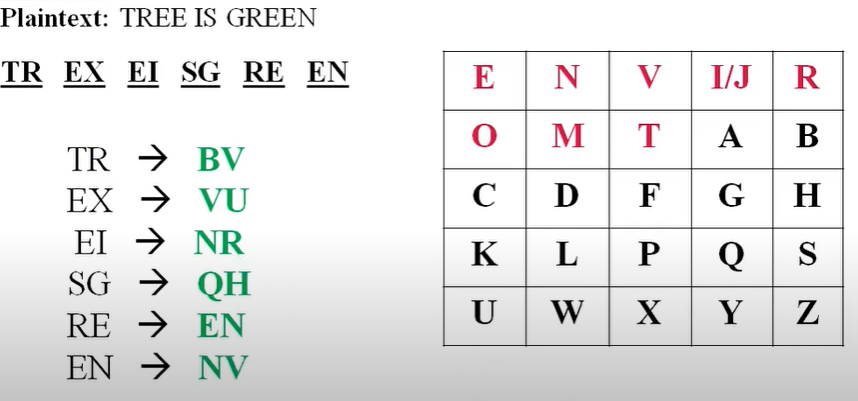 Plaintext: TREE IS GREEN
TR EX EI SG RE EN
TR → BV
EX → VU
EI → NR
SG → QH
RE → EN
EN → NV
E N V I/J R
O M T A B
C D F G H
K L P Q S
U W X Y Z